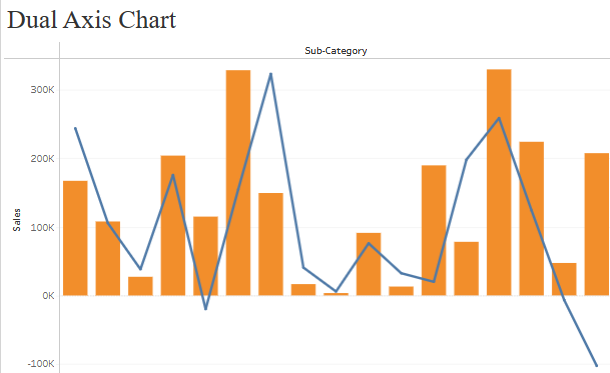 Dual Axis Chart
Sub-Category
300K
200K
100K
0K
-100K
Sales